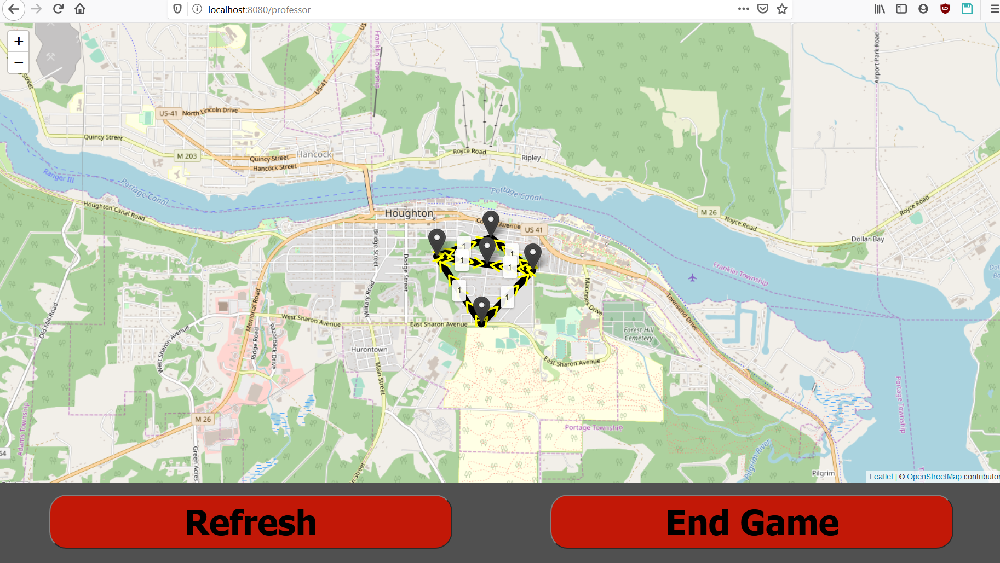 localhost:8080/professor
+
−
US-41
US-41
US-41
North Lincoln Drive
Franklin Township
Airport Park Road
Street
Quincy Street
M 203
Quincy Street
Hancock Street
Hancock
Royce Road
Ripley
Ranger III
Portage Canal
Portage Canal
Houghton Canal Road
Houghton
Avenue
US 41
M 26
Royce Road
Royce Road
Dollar Bay
Bridge Street
Dodge Street
1
1
1
1
1
1
Military Road
Memorial Road
MacInnes Drive
Franklin Township
Townsend Drive
Old Mill Road
West Sharon Avenue
West Sharon Avenue
East Sharon Avenue
Ridge Road
Razorback Drive
Hurontown
Main Street
Forest Hill
Cemetery
East Sharon Avenue
Portage Township
M 26
Adams Township
Portage Township
Green Acres
64
Pilgrim River
Pilgrim
Leaflet | © OpenStreetMap contributor
Refresh
End Game